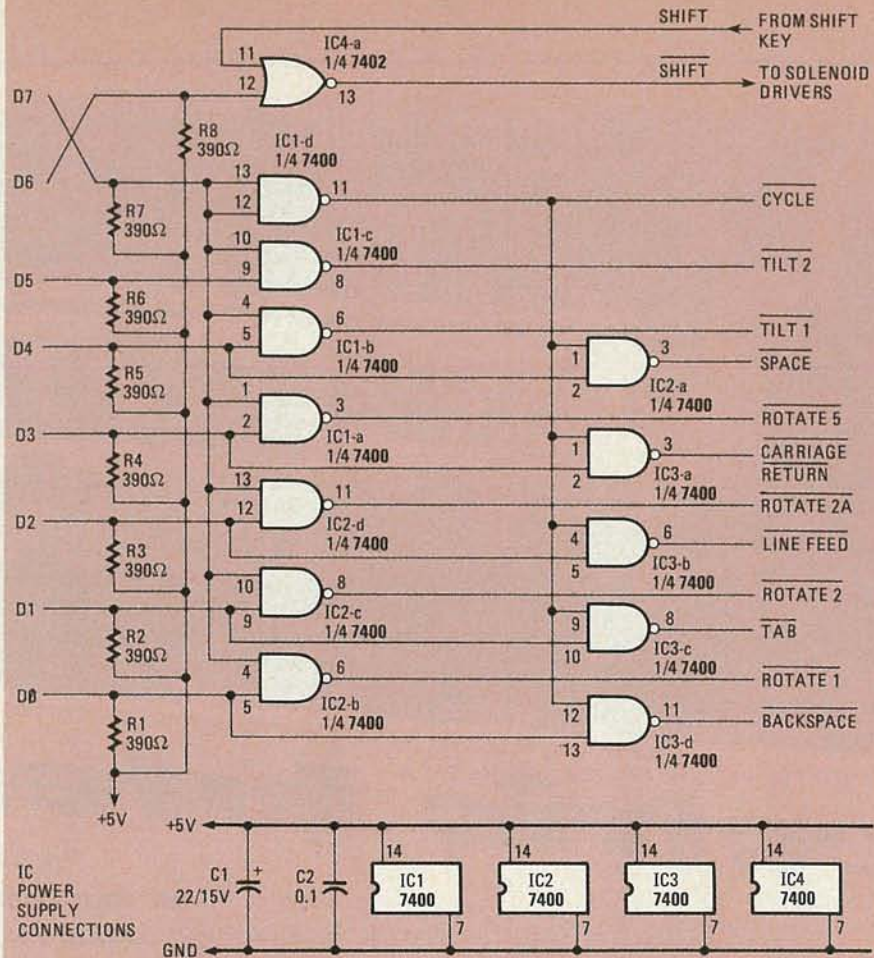 SHIFT
FROM SHIFT
KEY
11
IC4-a
1/4 7402
SHIFT
TO SOLENOID
DRIVERS
12
13
D7
R8
390Ω
IC1-d
1/4 7400
D6
13
11
CYCLE
12
R7
390Ω
10
IC1-c
1/4 7400
TILT 2
9
8
D5
R6
390Ω
4
6
TILT 1
5
IC1-b
1/4 7400
D4
1
3
SPACE
2
IC2-a
1/4 7400
R5
390Ω
1
3
ROTATE 5
2
IC1-a
1/4 7400
D3
1
3
CARRIAGE
RETURN
2
IC3-a
1/4 7400
R4
390Ω
13
11
ROTATE 2A
12
IC2-d
1/4 7400
D2
4
6
LINE FEED
5
IC3-b
1/4 7400
R3
390Ω
10
8
ROTATE 2
9
IC2-c
1/4 7400
D1
9
8
TAB
10
IC3-c
1/4 7400
R2
390Ω
4
6
ROTATE 1
5
IC2-b
1/4 7400
D0
12
11
BACKSPACE
13
IC3-d
1/4 7400
R1
390Ω
+5V
+5V
IC
POWER
SUPPLY
CONNECTIONS
C1
+
22/15V
C2
0.1
14
IC1
7400
7
14
IC2
7400
7
14
IC3
7400
7
14
IC4
7400
7
GND